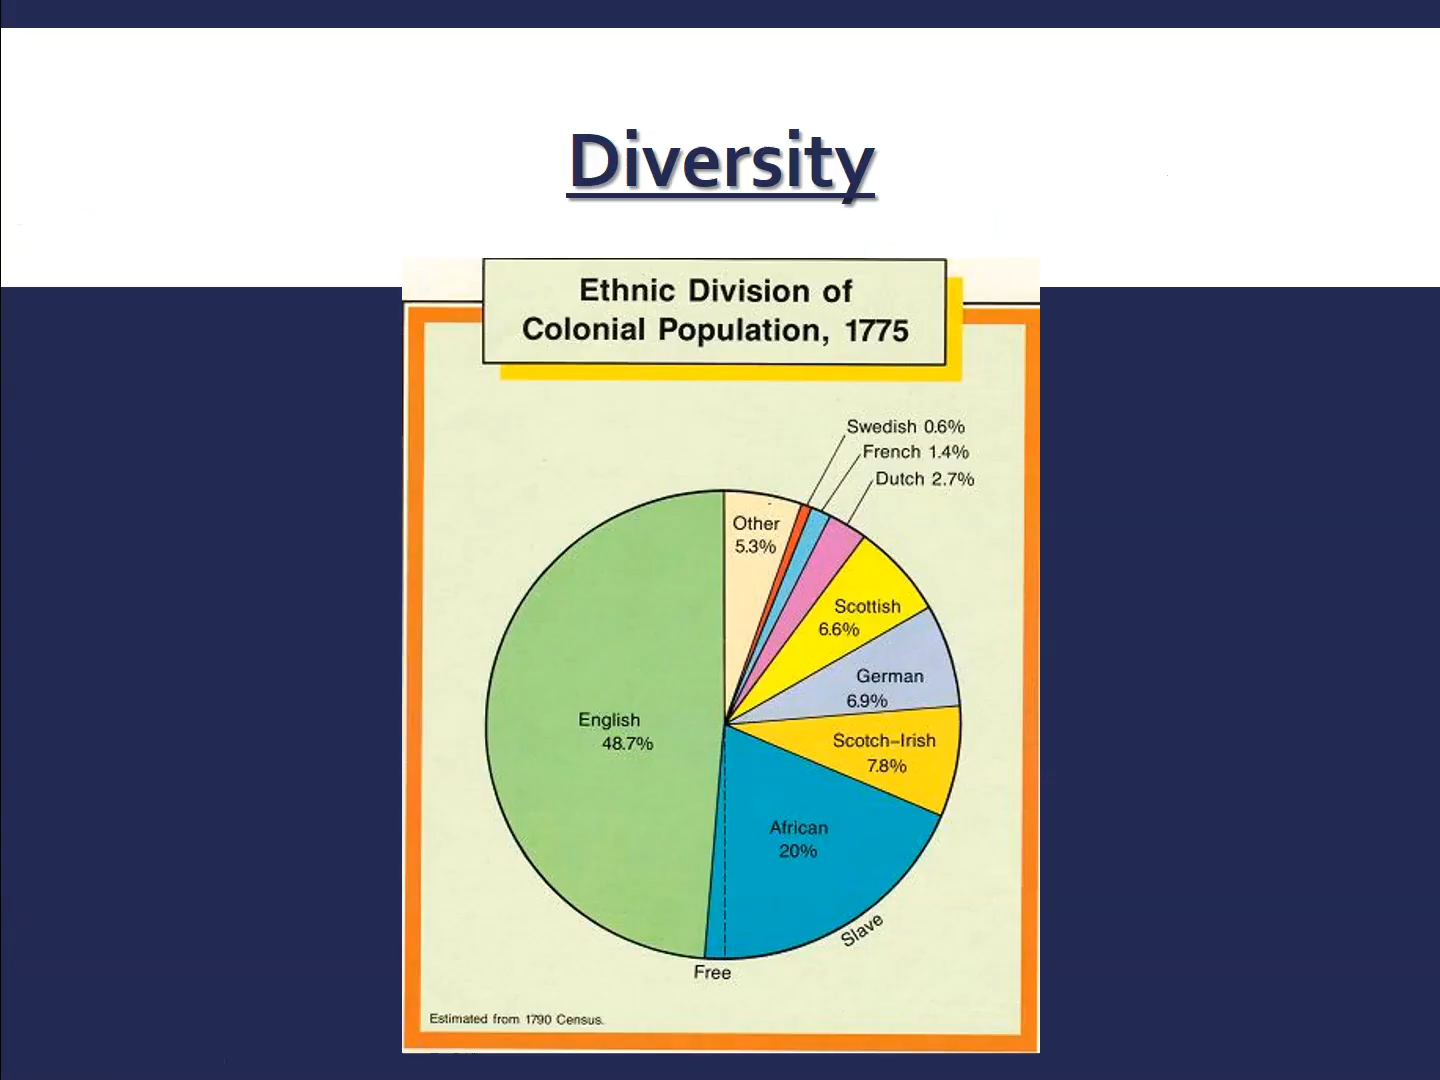 Diversity
Ethnic Division of
Colonial Population, 1775
Swedish 0.6%
French 1.4%
Dutch 2.7%
Other
5.3%
Scottish
6.6%
German
6.9%
English
48.7%
Scotch–Irish
7.8%
African
20%
Slave
Free
Estimated from 1790 Census.